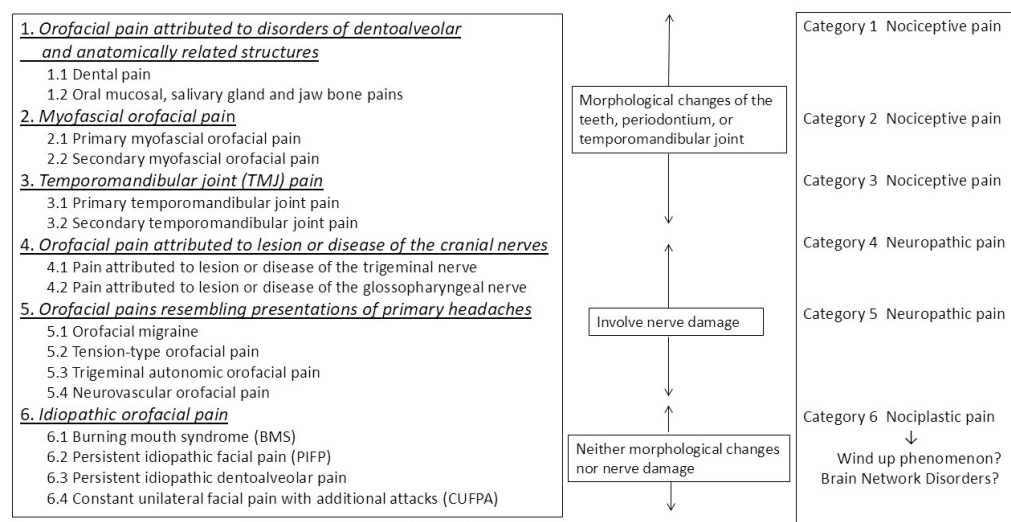 1. Orofacial pain attributed to disorders of dentoalveolar
and anatomically related structures
1.1 Dental pain
1.2 Oral mucosal, salivary gland and jaw bone pains
2. Myofascial orofacial pain
2.1 Primary myofascial orofacial pain
2.2 Secondary myofascial orofacial pain
3. Temporomandibular joint (TMJ) pain
3.1 Primary temporomandibular joint pain
3.2 Secondary temporomandibular joint pain
4. Orofacial pain attributed to lesion or disease of the cranial nerves
4.1 Pain attributed to lesion or disease of the trigeminal nerve
4.2 Pain attributed to lesion or disease of the glossopharyngeal nerve
5. Orofacial pains resembling presentations of primary headaches
5.1 Orofacial migraine
5.2 Tension-type orofacial pain
5.3 Trigeminal autonomic orofacial pain
5.4 Neurovascular orofacial pain
6. Idiopathic orofacial pain
6.1 Burning mouth syndrome (BMS)
6.2 Persistent idiopathic facial pain (PIFP)
6.3 Persistent idiopathic dentoalveolar pain
6.4 Constant unilateral facial pain with additional attacks (CUFPA)
Morphological changes of the
teeth, periodontium, or
temporomandibular joint
Involve nerve damage
Neither morphological changes
nor nerve damage
Category 1 Nociceptive pain
Category 2 Nociceptive pain
Category 3 Nociceptive pain
Category 4 Neuropathic pain
Category 5 Neuropathic pain
Category 6 Nociplastic pain
Wind up phenomenon?
Brain Network Disorders?